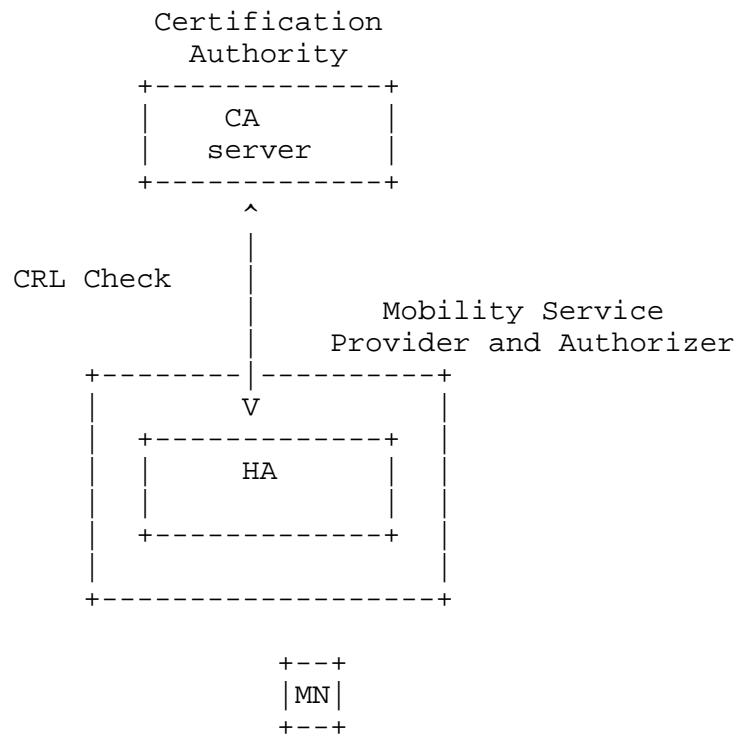 Certification
Authority
CA
server
CRL Check
Mobility Service
Provider and Authorizer
V
HA
MN